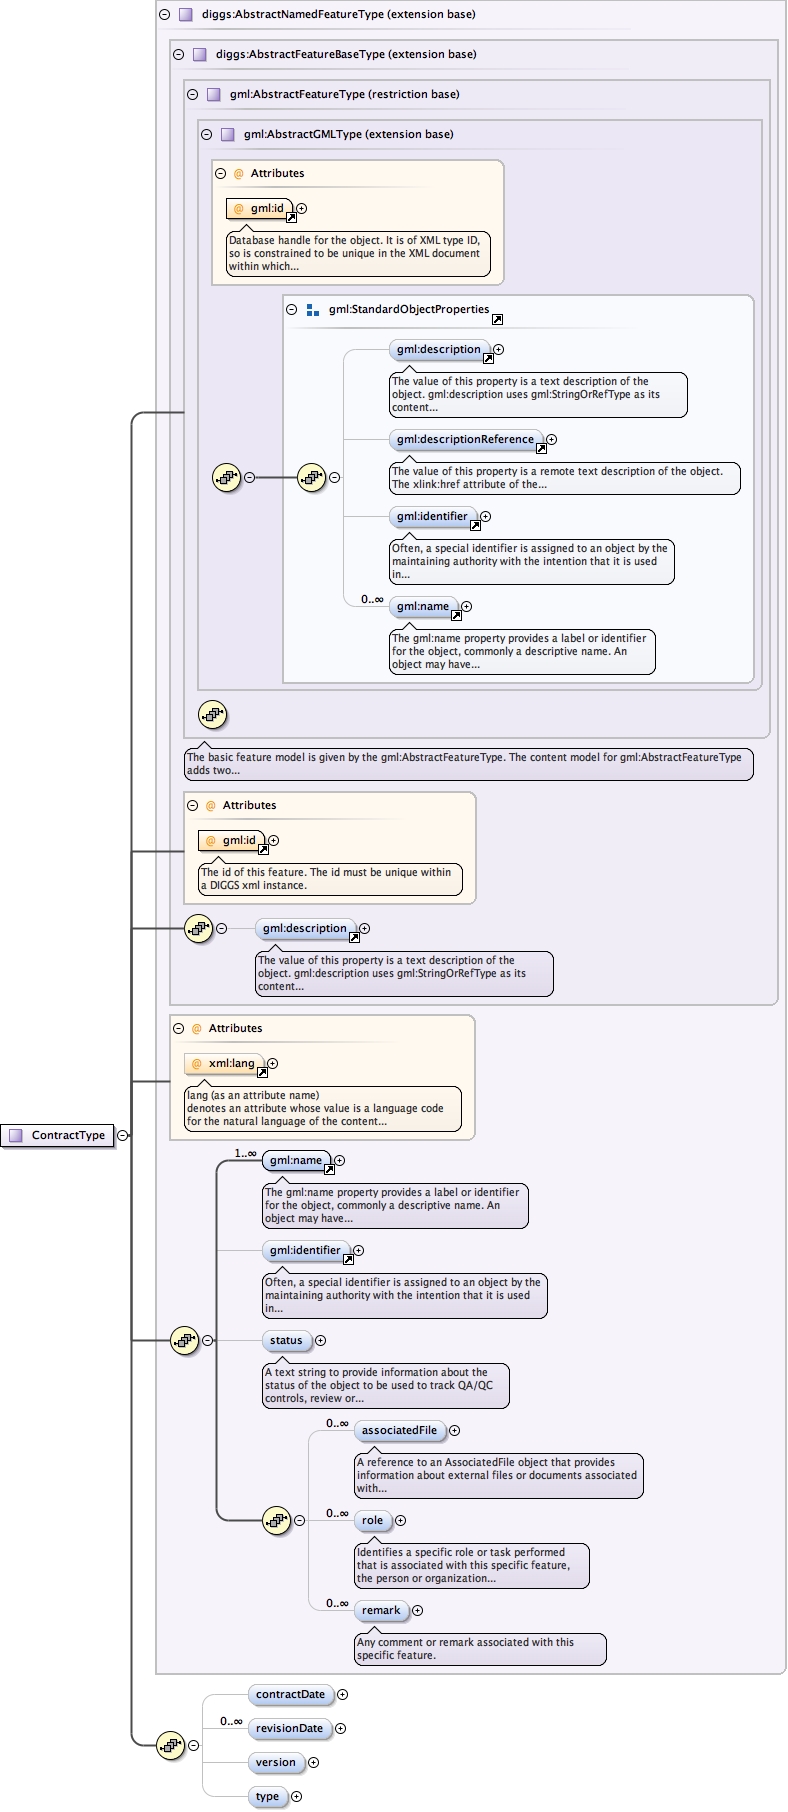 diggs:AbstractNamedFeatureType (extension base)
diggs:AbstractFeatureBaseType (extension base)
gml:AbstractFeatureType (restriction base)
gml:AbstractGMLType (extension base)
@ Attributes
@ gml:id
Database handle for the object. It is of XML type ID,
so is constrained to be unique in the XML document
within which...
gml:StandardObjectProperties
gml:description
The value of this property is a text description of the
object. gml:description uses gml:StringOrRefType as its
content...
gml:descriptionReference
The value of this property is a remote text description of the object.
The xlink:href attribute of the...
gml:identifier
Often, a special identifier is assigned to an object by the
maintaining authority with the intention that it is used
in...
0..∞
gml:name
The gml:name property provides a label or identifier
for the object, commonly a descriptive name. An
object may have...
The basic feature model is given by the gml:AbstractFeatureType. The content model for gml:AbstractFeatureType
adds two...
@ Attributes
@ gml:id
The id of this feature. The id must be unique within
a DIGGS xml instance.
gml:description
The value of this property is a text description of the
object. gml:description uses gml:StringOrRefType as its
content...
@ Attributes
@ xml:lang
lang (as an attribute name)
denotes an attribute whose value is a language code
for the natural language of the content...
ContractType
1..∞
gml:name
The gml:name property provides a label or identifier
for the object, commonly a descriptive name. An
object may have...
gml:identifier
Often, a special identifier is assigned to an object by the
maintaining authority with the intention that it is used
in...
status
A text string to provide information about the
status of the object to be used to track QA/QC
controls, review or...
0..∞
associatedFile
A reference to an AssociatedFile object that provides
information about external files or documents associated
with...
0..∞
role
Identifies a specific role or task performed
that is associated with this specific feature,
the person or organization...
0..∞
remark
Any comment or remark associated with this
specific feature.
contractDate
0..∞
revisionDate
version
type